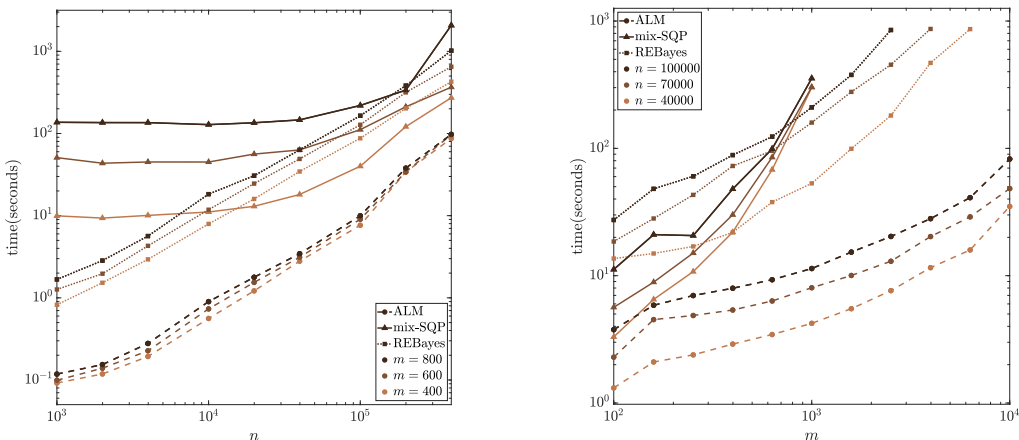 time(seconds)
10^3
10^2
10^1
10^0
10^-1
10^3
10^4
10^5
n
ALM
mix-SQP
REBayes
m = 800
m = 600
m = 400
time(seconds)
10^3
10^2
10^1
10^0
10^2
10^3
10^4
m
ALM
mix-SQP
REBayes
n = 100000
n = 70000
n = 40000